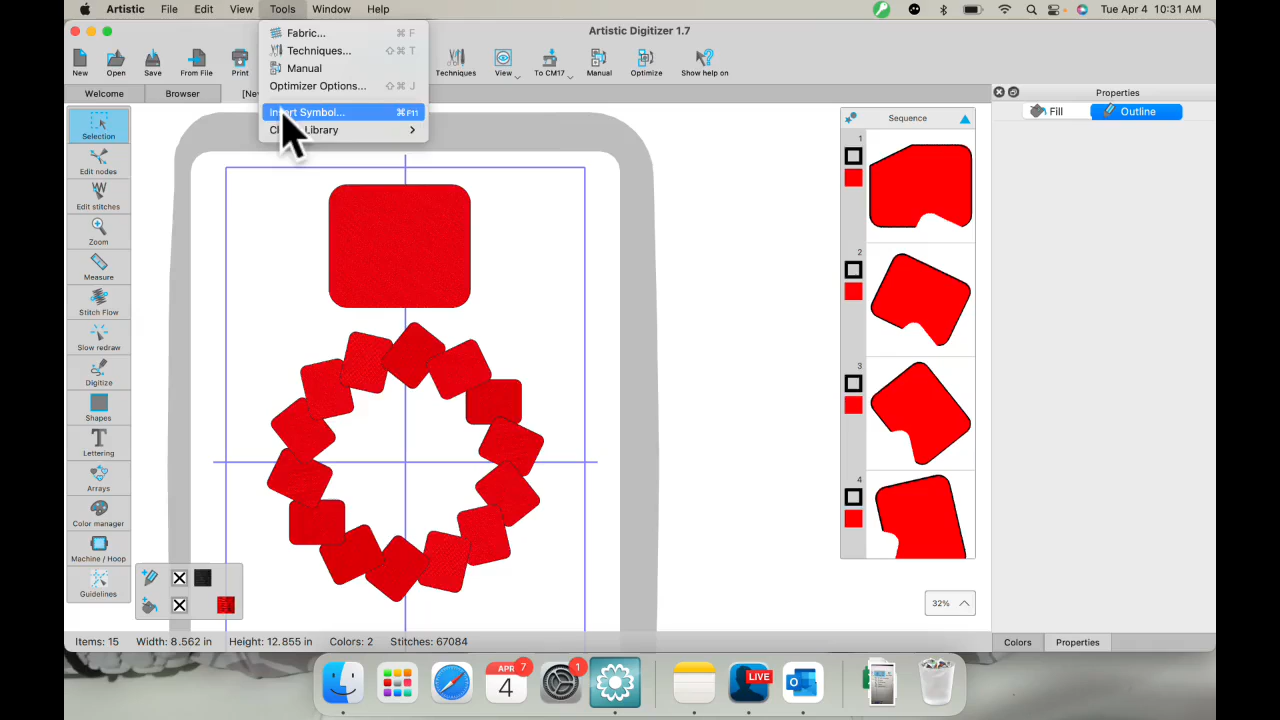 Artistic File Edit View Tools Window Help Tue Apr 4 10:31 AM
Artistic Digitizer 1.7
Fabric... ⌘ F
Techniques... ⇧ ⌘ T
Manual
Optimizer Options... ⇧ ⌘ J
Insert Symbol... ⌘F11
Library
New Open Save From File Print Techniques View To CM17 Manual Optimize Show help on
Welcome Browser [Ne
Properties
Fill Outline
Selection
Edit nodes
Edit stitches
Zoom
Measure
Stitch Flow
Slow redraw
Digitize
Shapes
Lettering
Arrays
Color manager
Machine / Hoop
Guidelines
Sequence
1
2
3
4
32%
Items: 15 Width: 8.562 in Height: 12.855 in Colors: 2 Stitches: 67084
Colors Properties
APR 7
4
1
LIVE